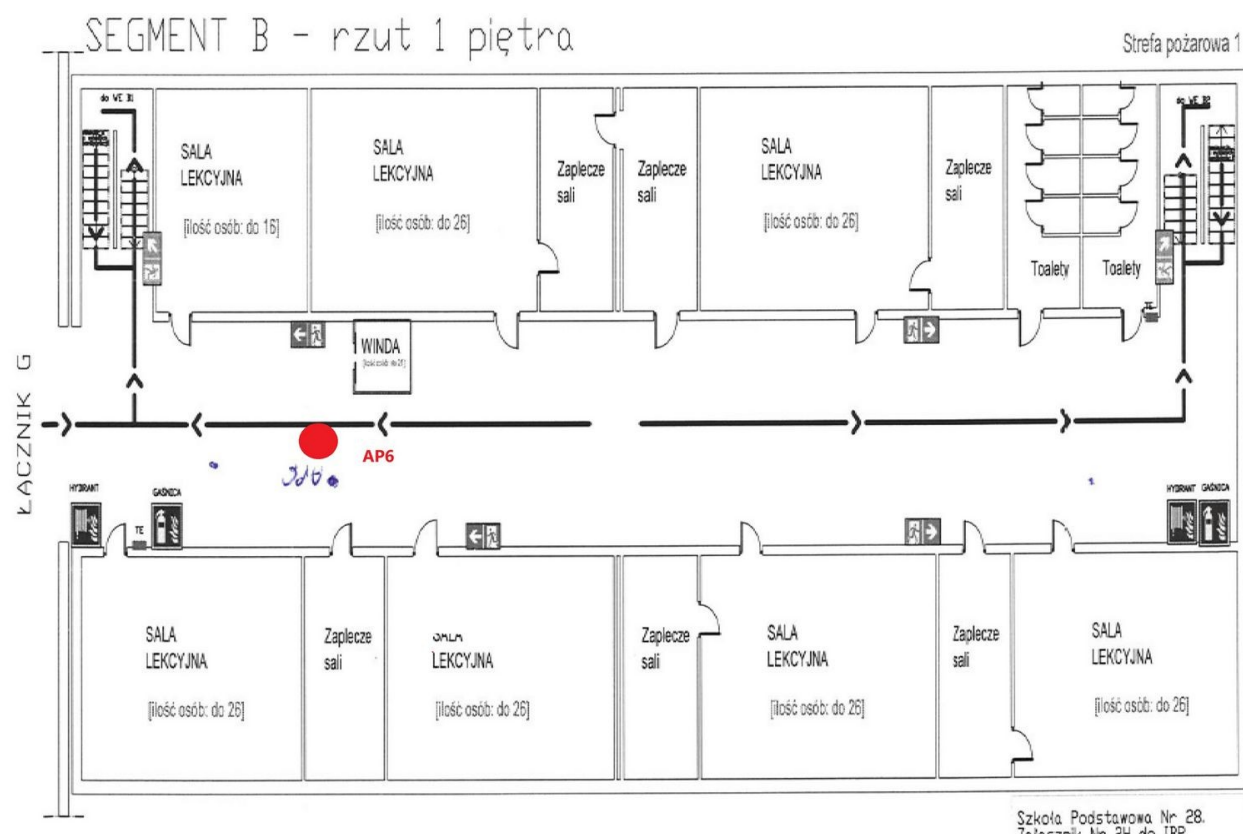 SEGMENT B - rzut 1 piętra
Strefa pożarowa 1
do WE B1
do WE B2
SALA
LEKCYJNA
[ilość osób: do 16]
SALA
LEKCYJNA
[ilość osób: do 26]
Zaplecze
sali
Zaplecze
sali
SALA
LEKCYJNA
[ilość osób: do 26]
Zaplecze
sali
Toalety
Toalety
TE
WINDA
ŁĄCZNIK G
AP6
HYDRANT
GAŚNICA
TE
HYDRANT
GAŚNICA
SALA
LEKCYJNA
[ilość osób: do 26]
Zaplecze
sali
SALA
LEKCYJNA
[ilość osób: do 26]
Zaplecze
sali
SALA
LEKCYJNA
[ilość osób: do 26]
Zaplecze
sali
SALA
LEKCYJNA
[ilość osób: do 26]
Szkoła Podstawowa Nr 28.